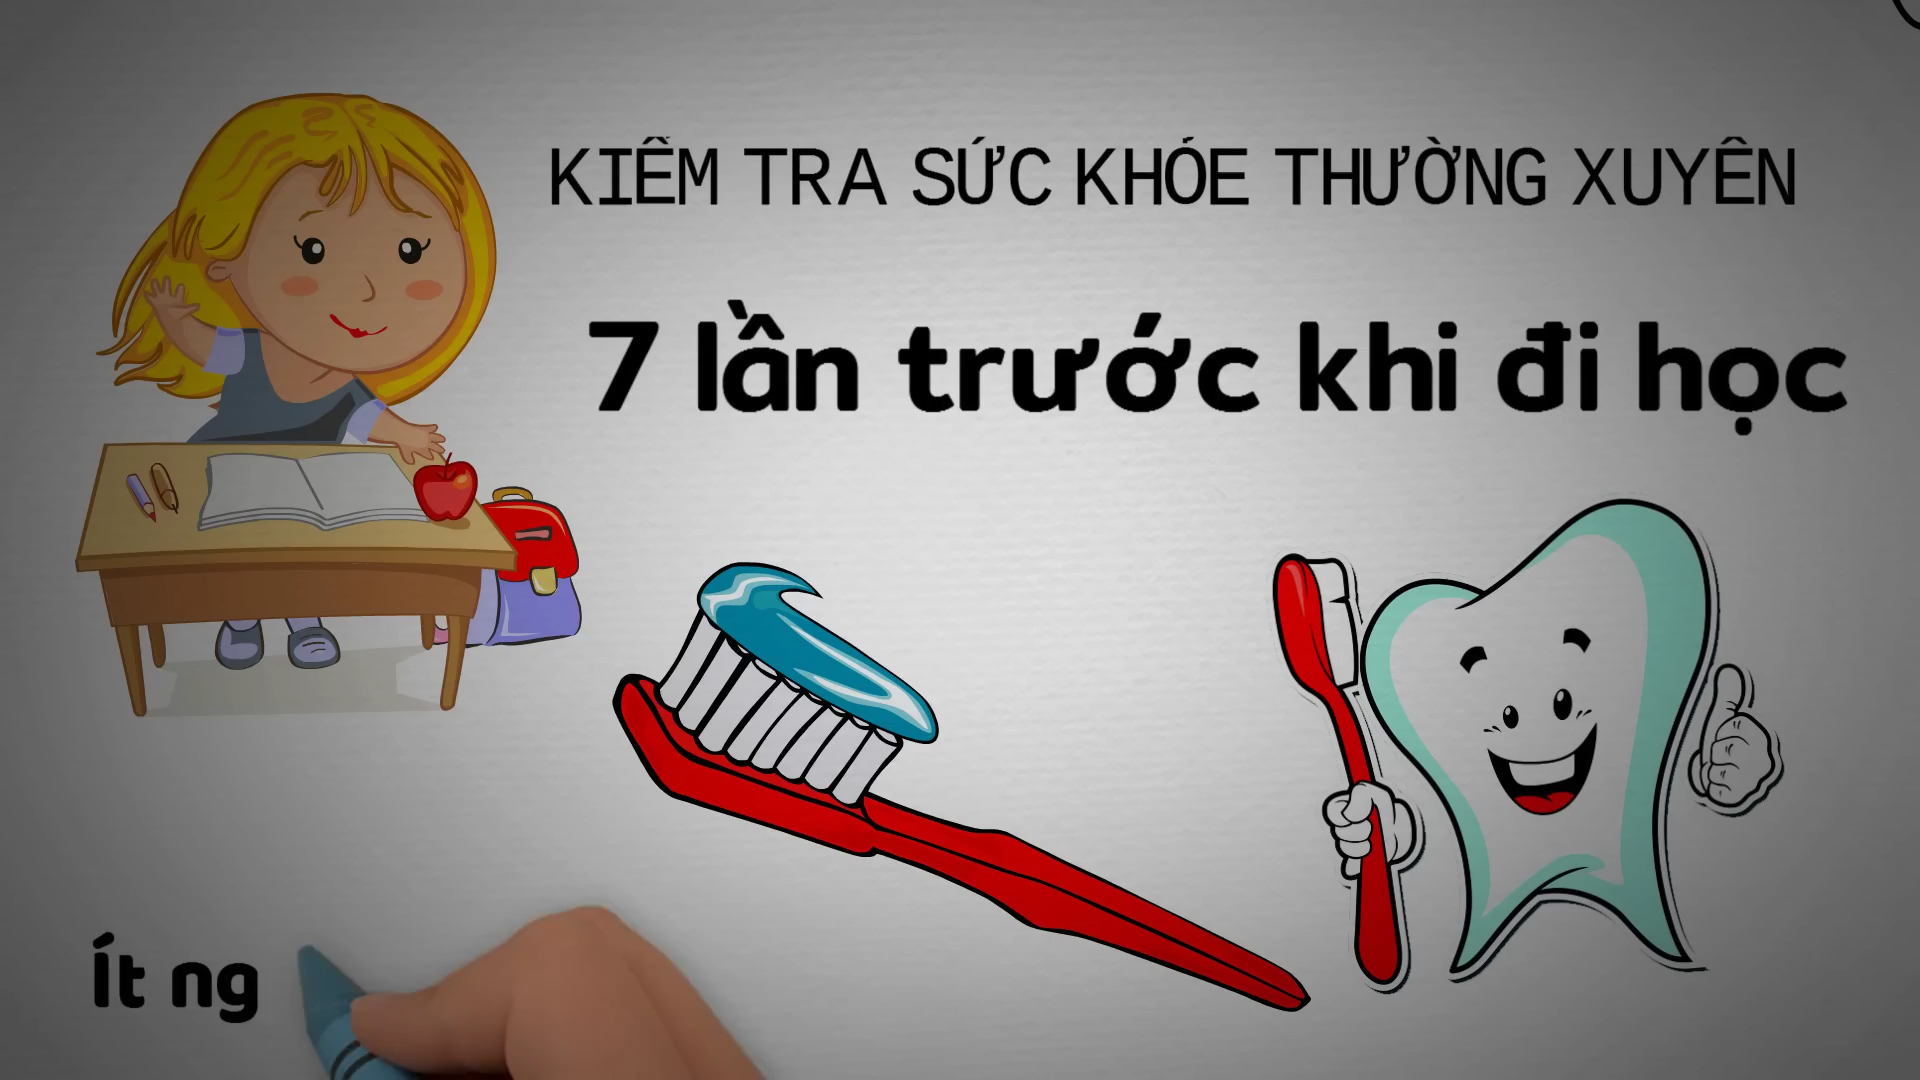 KIỂM TRA SỨC KHỎE THƯỜNG XUYÊN
7 lần trước khi đi học
Ít ng